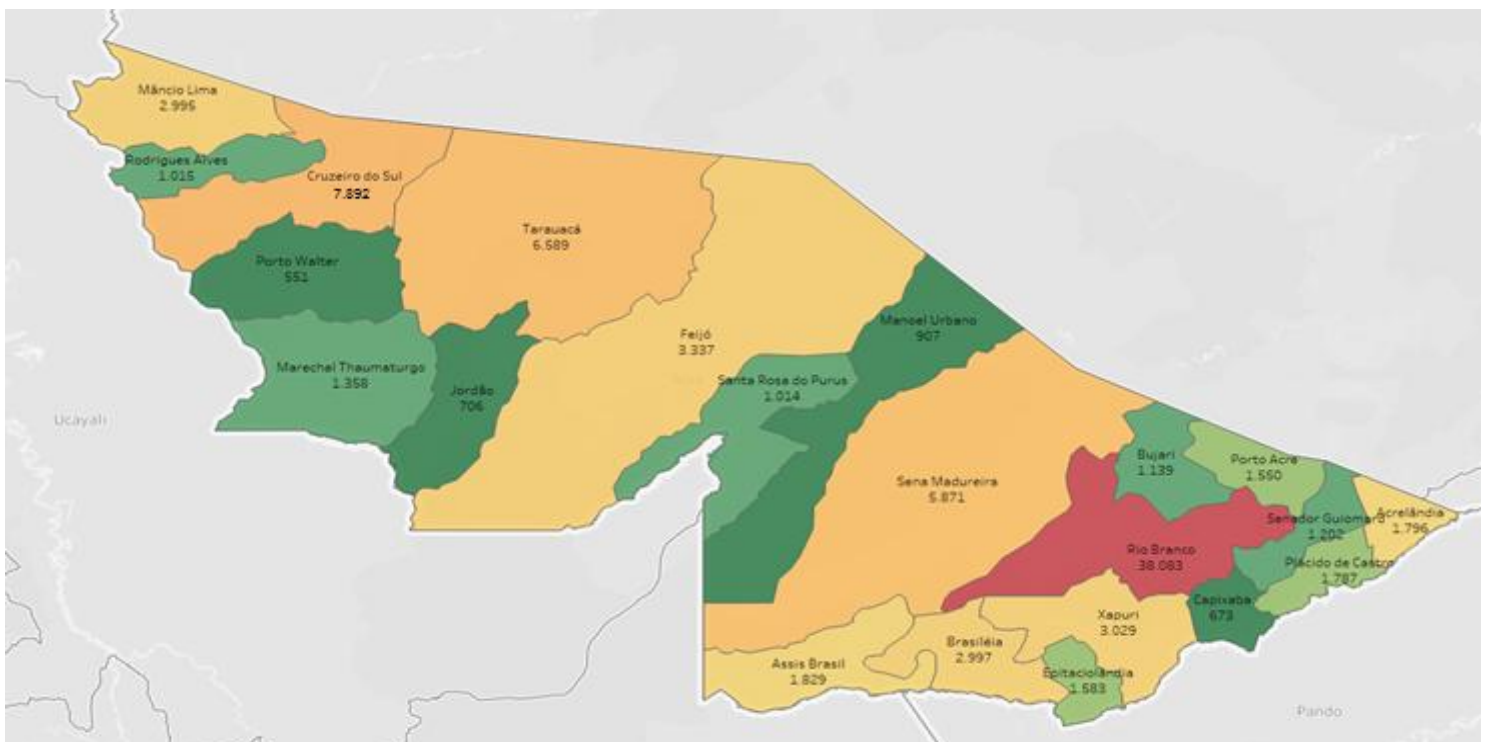 Mâncio Lima
2.995
Rodrigues Alves
1.015
Cruzeiro do Sul
7.892
Tarauacá
6.589
Porto Walter
551
Feijó
3.337
Manoel Urbano
907
Marechal Thaumaturgo
1.358
Jordão
706
Santa Rosa do Purus
1.014
Ucayali
Sena Madureira
5.871
Bujari
1.139
Porto Acre
1.550
Senador Guiomard
1.202
Acrelândia
1.796
Rio Branco
38.083
Plácido de Castro
1.787
Capixaba
673
Xapuri
3.029
Brasiléia
2.997
Assis Brasil
1.829
Epitaciolândia
1.583
Pando